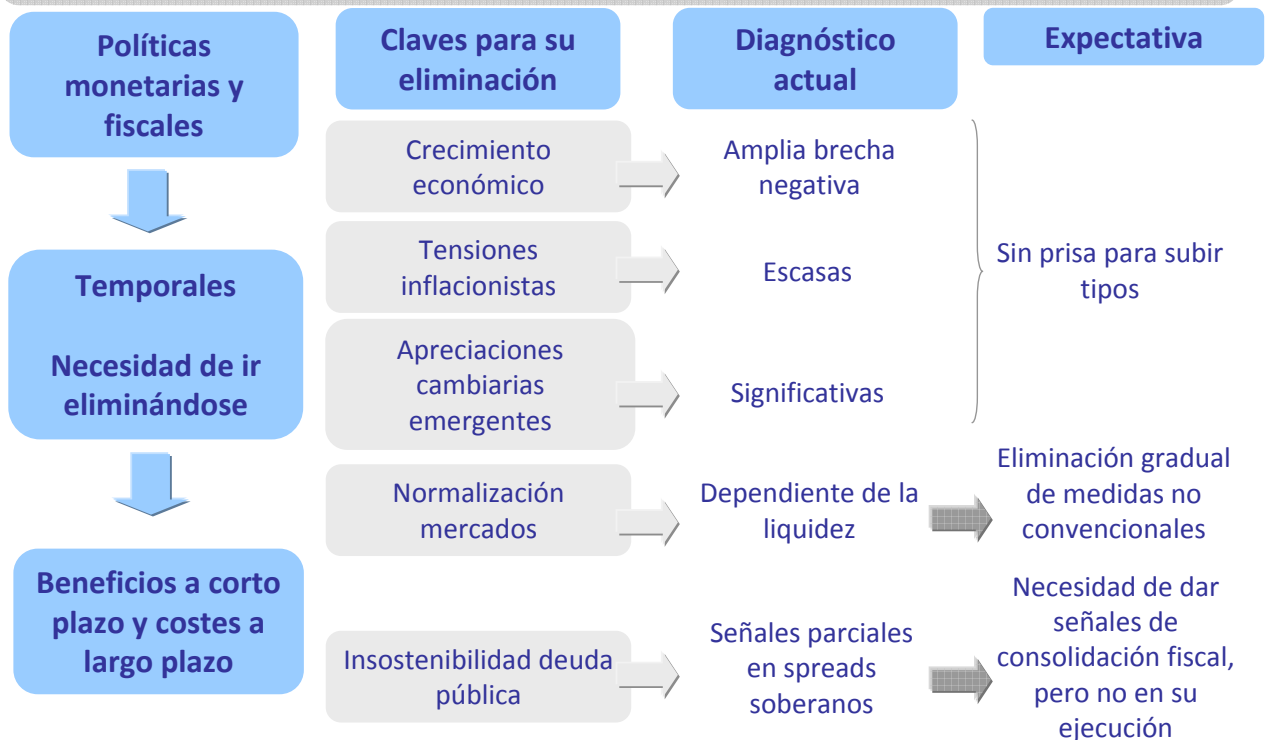 Políticas
monetarias y
fiscales
Temporales
Necesidad de ir
eliminándose
Beneficios a corto
plazo y costes a
largo plazo
Claves para su
eliminación
Diagnóstico
actual
Expectativa
Crecimiento
económico
Amplia brecha
negativa
Tensiones
inflacionistas
Escasas
Apreciaciones
cambiarias
emergentes
Significativas
Sin prisa para subir
tipos
Normalización
mercados
Dependiente de la
liquidez
Eliminación gradual
de medidas no
convencionales
Insostenibilidad deuda
pública
Señales parciales
en spreads
soberanos
Necesidad de dar
señales de
consolidación fiscal,
pero no en su
ejecución